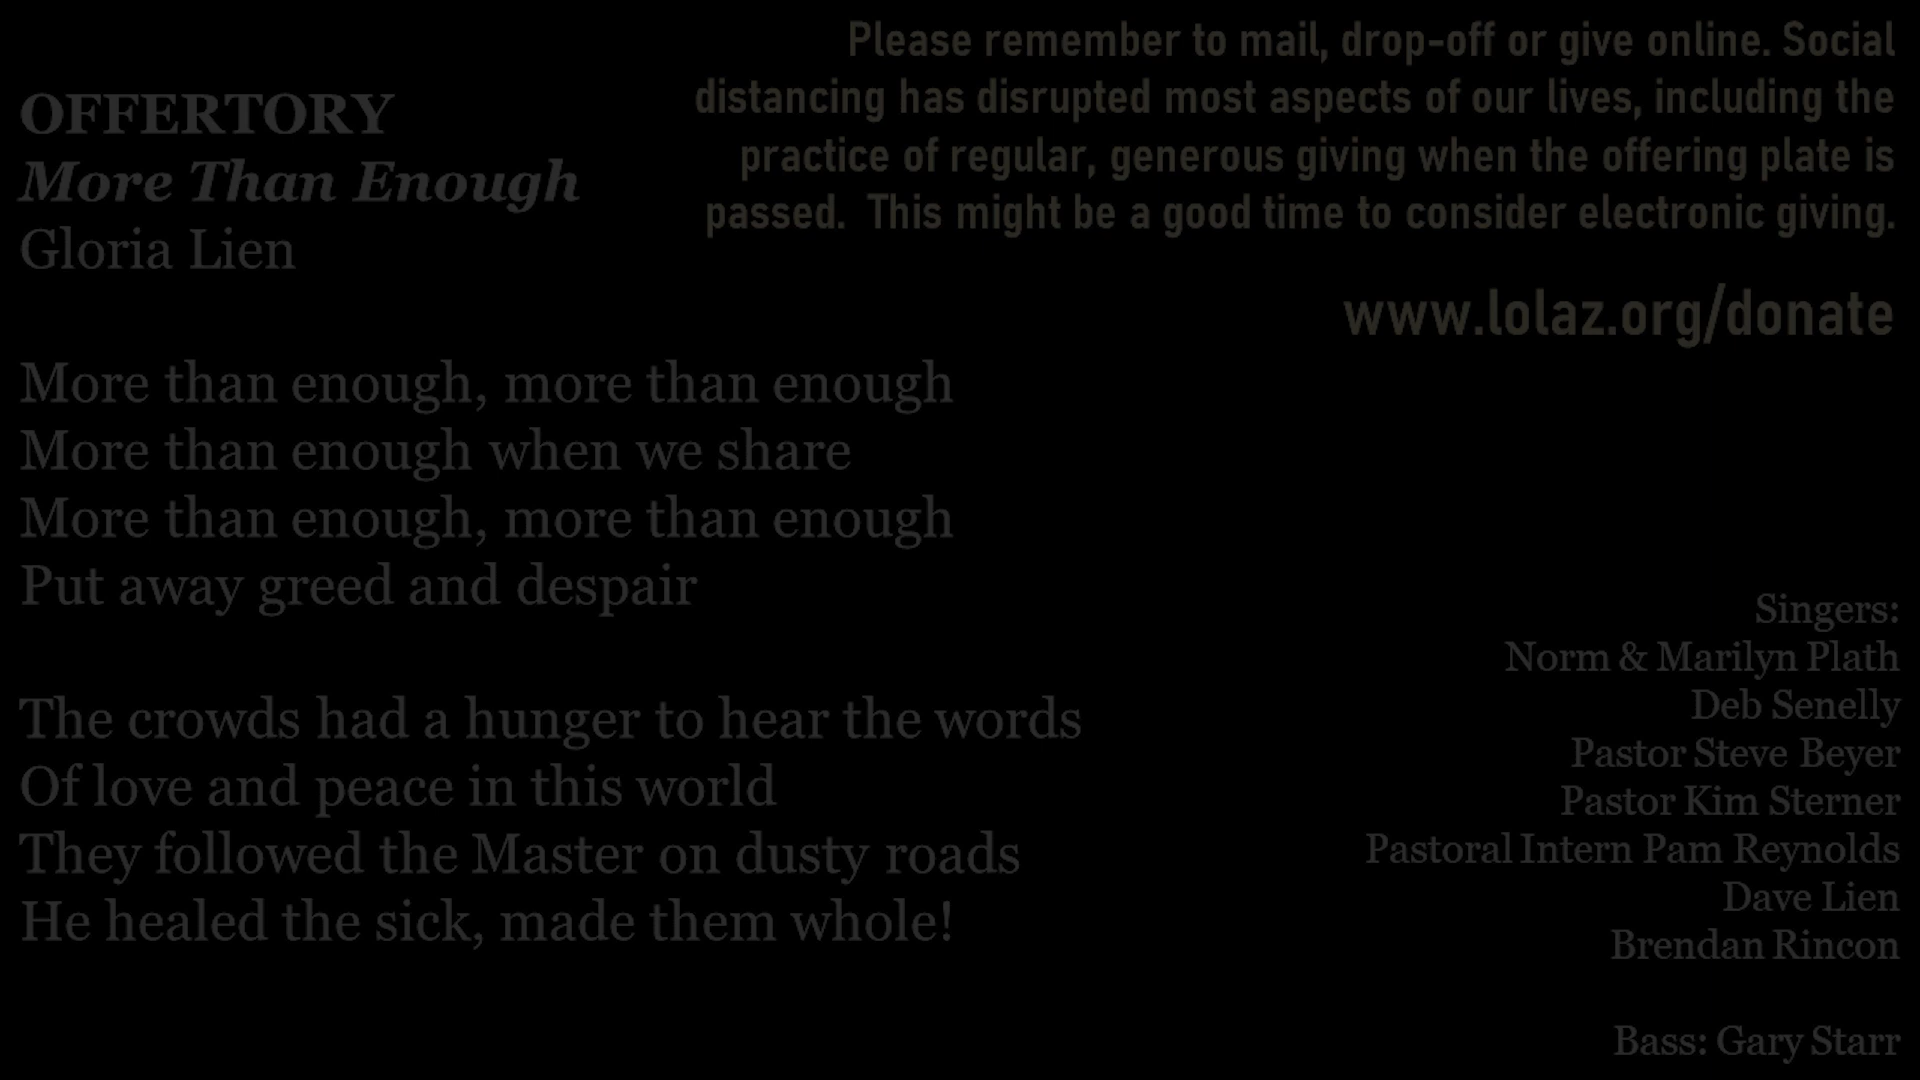 OFFERTORY
More Than Enough
Gloria Lien
More than enough, more than enough
More than enough when we share
More than enough, more than enough
Put away greed and despair
The crowds had a hunger to hear the words
Of love and peace in this world
They followed the Master on dusty roads
He healed the sick, made them whole!
Please remember to mail, drop-off or give online. Social
distancing has disrupted most aspects of our lives, including the
practice of regular, generous giving when the offering plate is
passed.  This might be a good time to consider electronic giving.
www.lolaz.org/donate
Singers:
Norm & Marilyn Plath
Deb Senelly
Pastor Steve Beyer
Pastor Kim Sterner
Pastoral Intern Pam Reynolds
Dave Lien
Brendan Rincon
Bass: Gary Starr